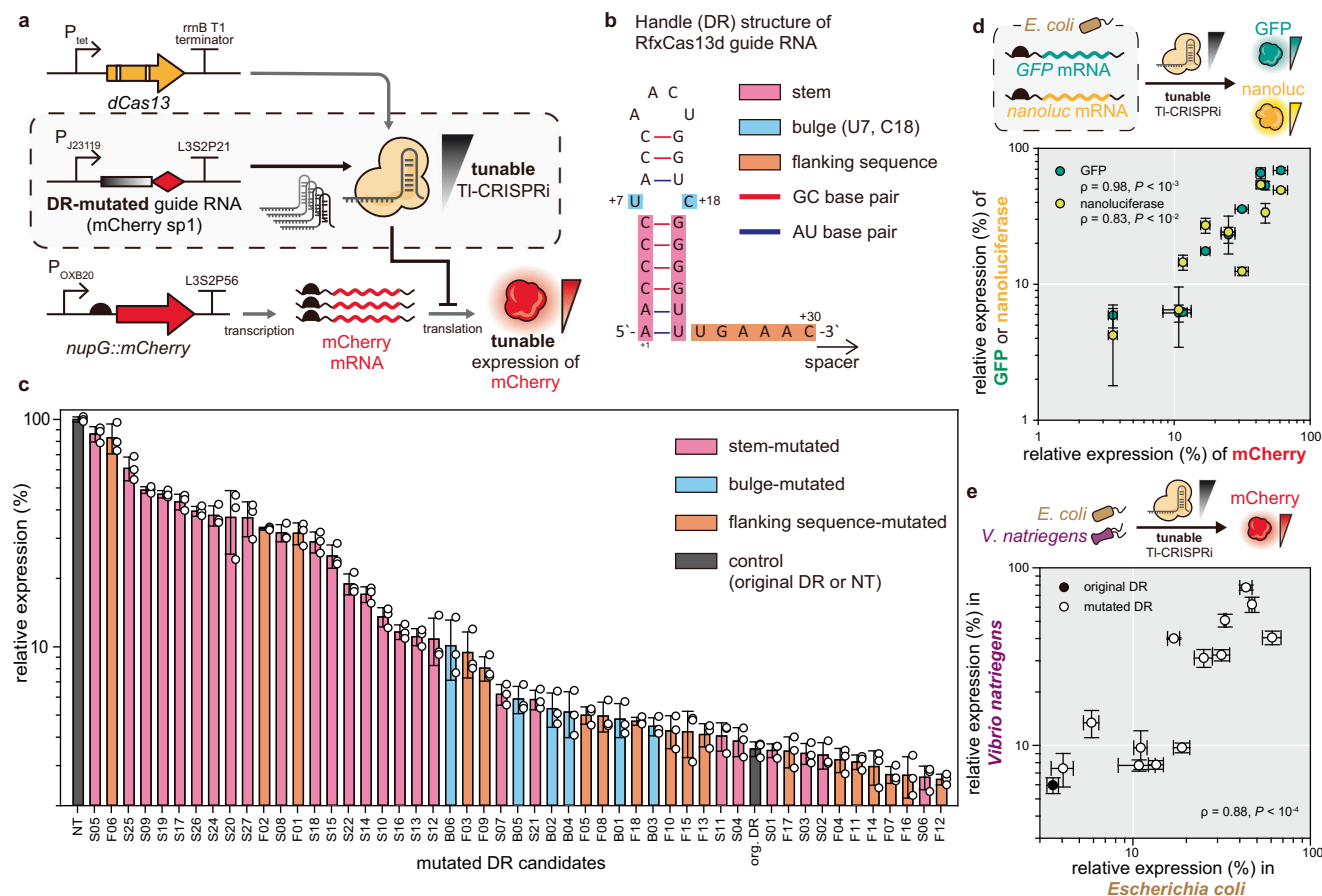 a
P_tet
rrnB T1
terminator
dCas13
P_J23119
L3S2P21
DR-mutated guide RNA
(mCherry sp1)
tunable
TI-CRISPRi
P_OXB20
L3S2P56
nupG::mCherry
transcription
mCherry
mRNA
translation
tunable
expression of
mCherry
b
Handle (DR) structure of
RfxCas13d guide RNA
A C
A U
C G
C G
A U
+7 U C +18
C G
C G
C G
C G
A U
A U
5`- A U U G A A A C -3`
+1
+30
spacer
stem
bulge (U7, C18)
flanking sequence
GC base pair
AU base pair
c
relative expression (%)
100
10
stem-mutated
bulge-mutated
flanking sequence-mutated
control
(original DR or NT)
NT S05 F06 S25 S09 S19 S17 S26 S24 S20 S27 F02 S08 F01 S18 S15 S22 S14 S10 S16 S13 S12 B06 F03 F09 S07 B05 S21 B02 B04 F05 F08 B01 F18 B03 F10 F15 F13 S11 S04 org. DR S01 F17 S03 S02 F04 F11 F14 F07 F16 S06 F12
mutated DR candidates
d
E. coli
GFP mRNA
nanoluc mRNA
tunable
TI-CRISPRi
GFP
nanoluc
relative expression (%) of
GFP or nanoluciferase
100
10
1
GFP
ρ = 0.98, P < 10⁻³
nanoluciferase
ρ = 0.83, P < 10⁻²
1 10 100
relative expression (%) of mCherry
e
E. coli
V. natriegens
tunable
TI-CRISPRi
mCherry
relative expression (%) in
Vibrio natriegens
100
10
original DR
mutated DR
ρ = 0.88, P < 10⁻⁴
10 100
relative expression (%) in
Escherichia coli